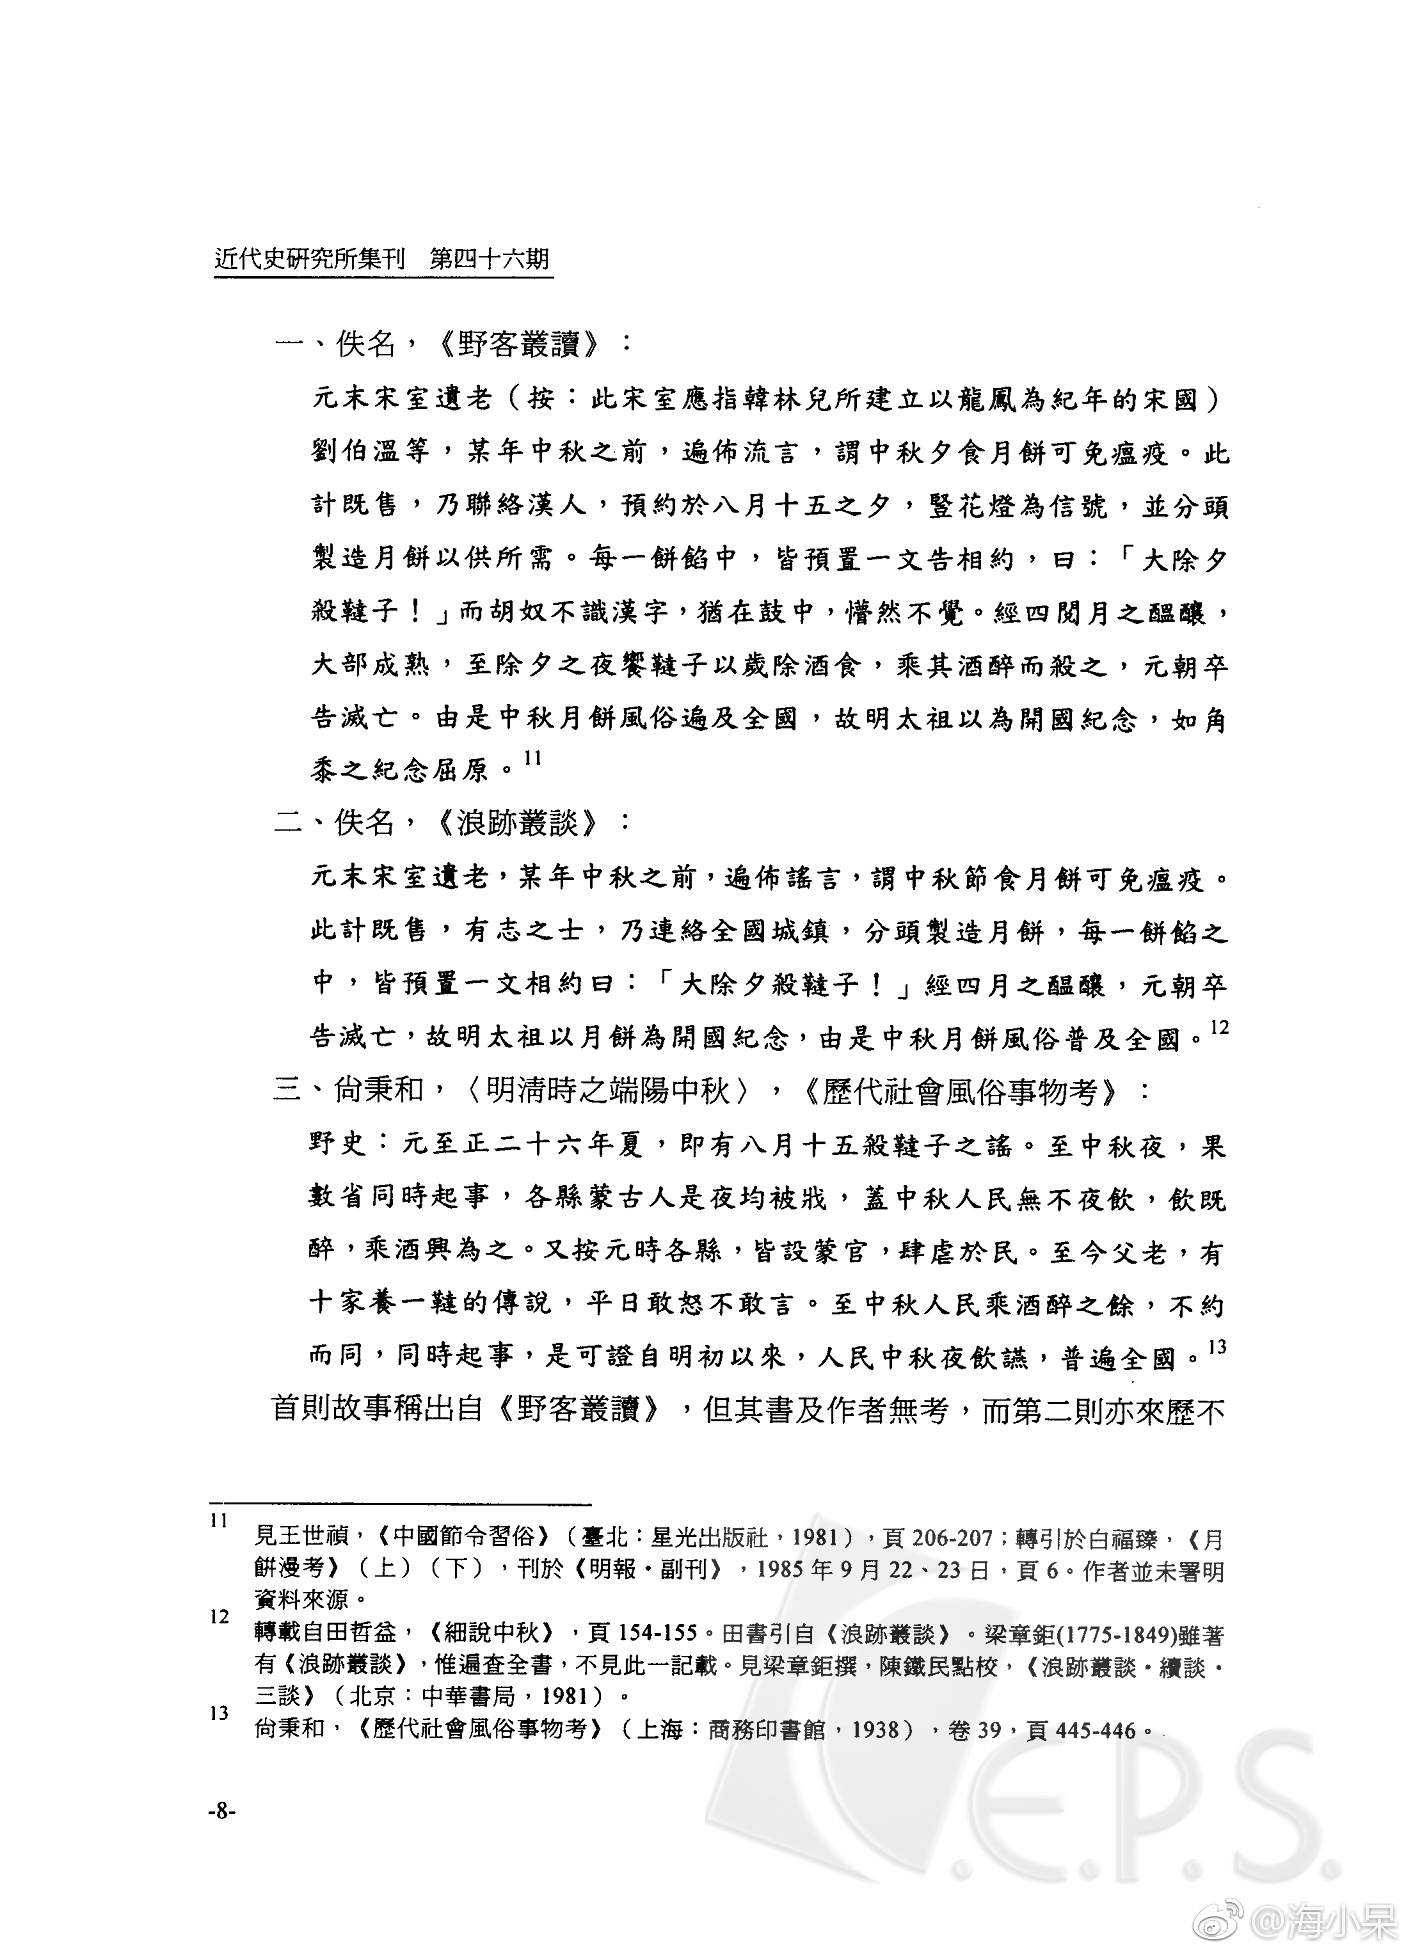 近代史研究所集刊　第四十六期
一、佚名，《野客叢讀》：
元末宋室遺老（按：此宋室應指韓林兒所建立以龍鳳為紀年的宋國）
劉伯溫等，某年中秋之前，遍佈流言，謂中秋夕食月餅可免瘟疫。此
計既售，乃聯絡漢人，預約於八月十五之夕，豎花燈為信號，並分頭
製造月餅以供所需。每一餅餡中，皆預置一文告相約，曰：「大除夕
殺韃子！」而胡奴不識漢字，猶在鼓中，懵然不覺。經四閱月之醞釀，
大部成熟，至除夕之夜饗韃子以歲除酒食，乘其酒醉而殺之，元朝卒
告滅亡。由是中秋月餅風俗遍及全國，故明太祖以為開國紀念，如角
黍之紀念屈原。11
二、佚名，《浪跡叢談》：
元末宋室遺老，某年中秋之前，遍佈謠言，謂中秋節食月餅可免瘟疫。
此計既售，有志之士，乃連絡全國城鎮，分頭製造月餅，每一餅餡之
中，皆預置一文相約曰：「大除夕殺韃子！」經四月之醞釀，元朝卒
告滅亡，故明太祖以月餅為開國紀念，由是中秋月餅風俗普及全國。12
三、尙秉和，〈明淸時之端陽中秋〉，《歷代社會風俗事物考》：
野史：元至正二十六年夏，即有八月十五殺韃子之謠。至中秋夜，果
數省同時起事，各縣蒙古人是夜均被戕，蓋中秋人民無不夜飲，飲既
醉，乘酒興為之。又按元時各縣，皆設蒙官，肆虐於民。至今父老，有
十家養一韃的傳說，平日敢怒不敢言。至中秋人民乘酒醉之餘，不約
而同，同時起事，是可證自明初以來，人民中秋夜飲讌，普遍全國。13
首則故事稱出自《野客叢讀》，但其書及作者無考，而第二則亦來歷不
11 見王世禎，《中國節令習俗》（臺北：星光出版社，1981），頁 206-207；轉引於白福臻，《月
餠漫考》（上）（下），刊於《明報・副刊》，1985 年 9 月 22、23 日，頁 6。作者並未署明
資料來源。
12 轉載自田哲益，《細說中秋》，頁 154-155。田書引自《浪跡叢談》。梁章鉅(1775-1849)雖著
有《浪跡叢談》，惟遍查全書，不見此一記載。見梁章鉅撰，陳鐵民點校，《浪跡叢談・續談・
三談》（北京：中華書局，1981）。
13 尙秉和，《歷代社會風俗事物考》（上海：商務印書館，1938），卷 39，頁 445-446。
-8-
C.E.P.S.
@海小呆